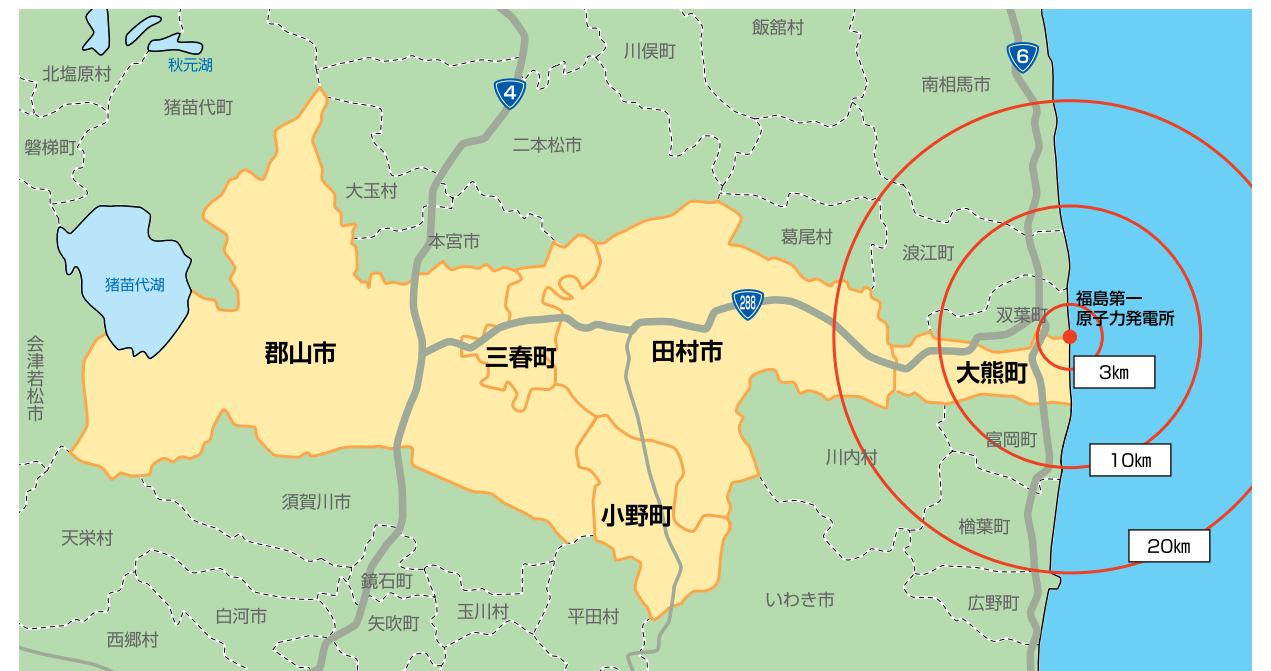 飯舘村
川俣町
6
北塩原村
秋元湖
南相馬市
4
猪苗代町
二本松市
磐梯町
大玉村
葛尾村
本宮市
浪江町
猪苗代湖
288
福島第一
原子力発電所
双葉町
会津若松市
郡山市
三春町
田村市
大熊町
3㎞
富岡町
川内村
10㎞
須賀川市
小野町
楢葉町
天栄村
20㎞
鏡石町
いわき市
広野町
白河市
玉川村
平田村
矢吹町
西郷村